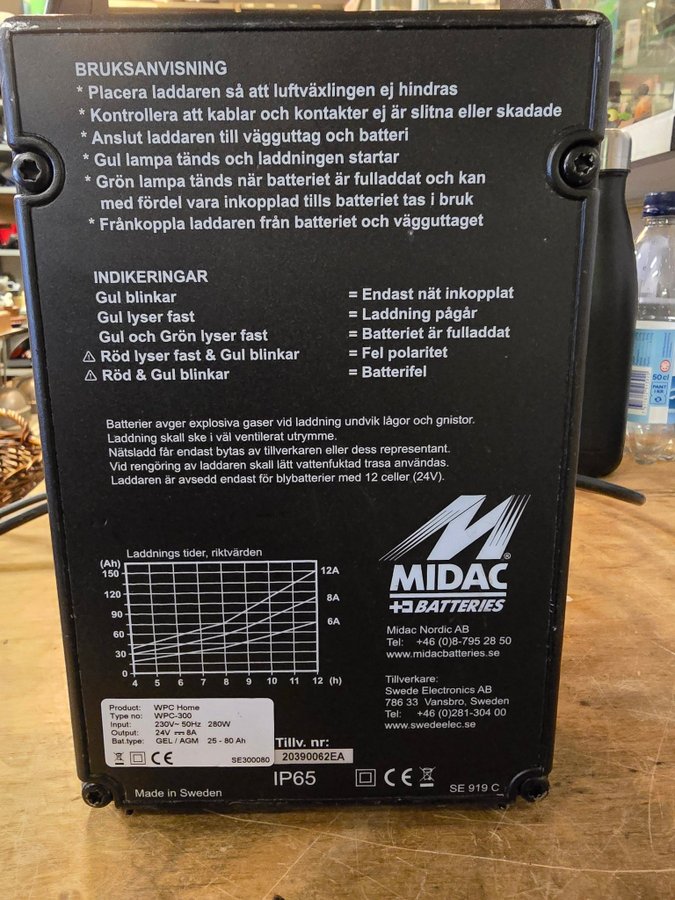 BRUKSANVISNING
* Placera laddaren så att luftväxlingen ej hindras
* Kontrollera att kablar och kontakter ej är slitna eller skadade
* Anslut laddaren till vägguttag och batteri
* Gul lampa tänds och laddningen startar
* Grön lampa tänds när batteriet är fulladdat och kan
med fördel vara inkopplad tills batteriet tas i bruk
* Frånkoppla laddaren från batteriet och vägguttaget
INDIKERINGAR
Gul blinkar = Endast nät inkopplat
Gul lyser fast = Laddning pågår
Gul och Grön lyser fast = Batteriet är fulladdat
⚠ Röd lyser fast & Gul blinkar = Fel polaritet
⚠ Röd & Gul blinkar = Batterifel
Batterier avger explosiva gaser vid laddning undvik lågor och gnistor.
Laddning skall ske i väl ventilerat utrymme.
Nätsladd får endast bytas av tillverkaren eller dess representant.
Vid rengöring av laddaren skall lätt vattenfuktad trasa användas.
Laddaren är avsedd endast för blybatterier med 12 celler (24V).
Laddnings tider, riktvärden
(Ah)
150
120
90
60
30
0
12A
8A
6A
4 5 6 7 8 9 10 11 12 (h)
MIDAC®
BATTERIES
Midac Nordic AB
Tel: +46 (0)8-795 28 50
www.midacbatteries.se
Tillverkare:
Swede Electronics AB
786 33 Vansbro, Sweden
Tel: +46 (0)281-304 00
www.swedeelec.se
Product: WPC Home
Type no: WPC-300
Input: 230V~ 50Hz 280W
Output: 24V ⎓ 8A
Bat.type: GEL / AGM 25 - 80 Ah
CE SE300080
Tillv. nr:
20390062EA
IP65 CE
Made in Sweden
SE 919 C
50 cl
PANT
1 KR